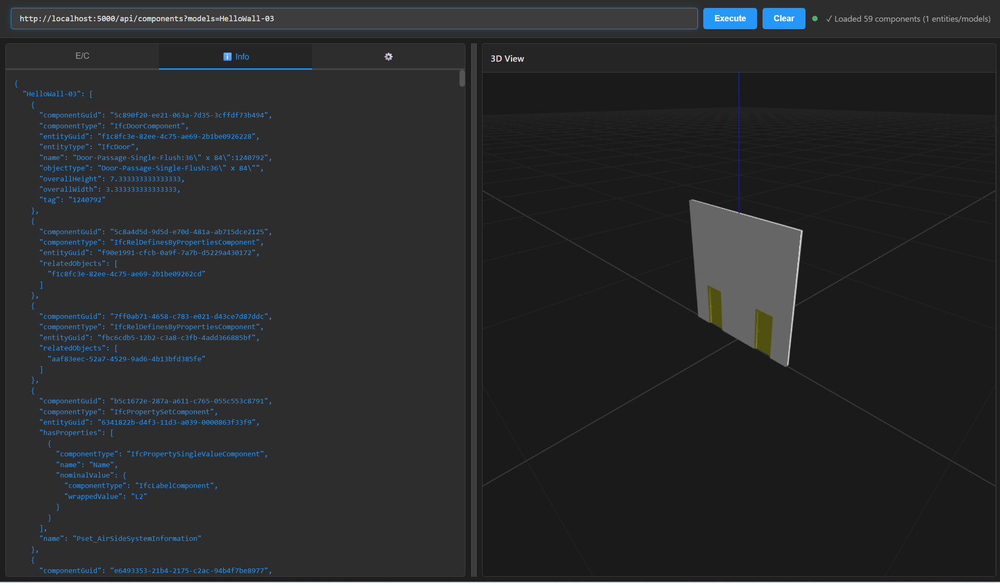 http://localhost:5000/api/components?models=HelloWall-03
Execute
Clear
✓ Loaded 59 components (1 entities/models)
E/C
i Info
3D View
{
"HelloWall-03": [
{
"componentGuid": "5c890f20-ee21-063a-7d35-3cffdf73b494",
"componentType": "IfcDoorComponent",
"entityGuid": "f1c8fc3e-82ee-4c75-ae69-2b1be0926228",
"entityType": "IfcDoor",
"name": "Door-Passage-Single-Flush:36\" x 84\":1240792",
"objectType": "Door-Passage-Single-Flush:36\" x 84\"",
"overallHeight": 7.333333333333333,
"overallWidth": 3.333333333333333,
"tag": "1240792"
},
{
"componentGuid": "5c8a4d5d-9d5d-e70d-481a-ab715dce2125",
"componentType": "IfcRelDefinesByPropertiesComponent",
"entityGuid": "f90e1991-cfcb-0a9f-7a7b-d5229a430172",
"relatedObjects": [
"f1c8fc3e-82ee-4c75-ae69-2b1be09262cd"
]
},
{
"componentGuid": "7ff0ab71-4658-c783-e021-d43ce7d87ddc",
"componentType": "IfcRelDefinesByPropertiesComponent",
"entityGuid": "fbc6cdb5-12b2-c3a8-c3fb-4add366885bf",
"relatedObjects": [
"aaf83eec-52a7-4529-9ad6-4b13bfd385fe"
]
},
{
"componentGuid": "b5c1672e-287a-a611-c765-055c553c8791",
"componentType": "IfcPropertySetComponent",
"entityGuid": "6341822b-d4f3-11d3-a039-0000863f33f9",
"hasProperties": [
{
"componentType": "IfcPropertySingleValueComponent",
"name": "Name",
"nominalValue": {
"componentType": "IfcLabelComponent",
"wrappedValue": "L2"
}
}
],
"name": "Pset_AirSideSystemInformation"
},
{
"componentGuid": "e6493353-21b4-2175-c2ac-94b4f7be8977",